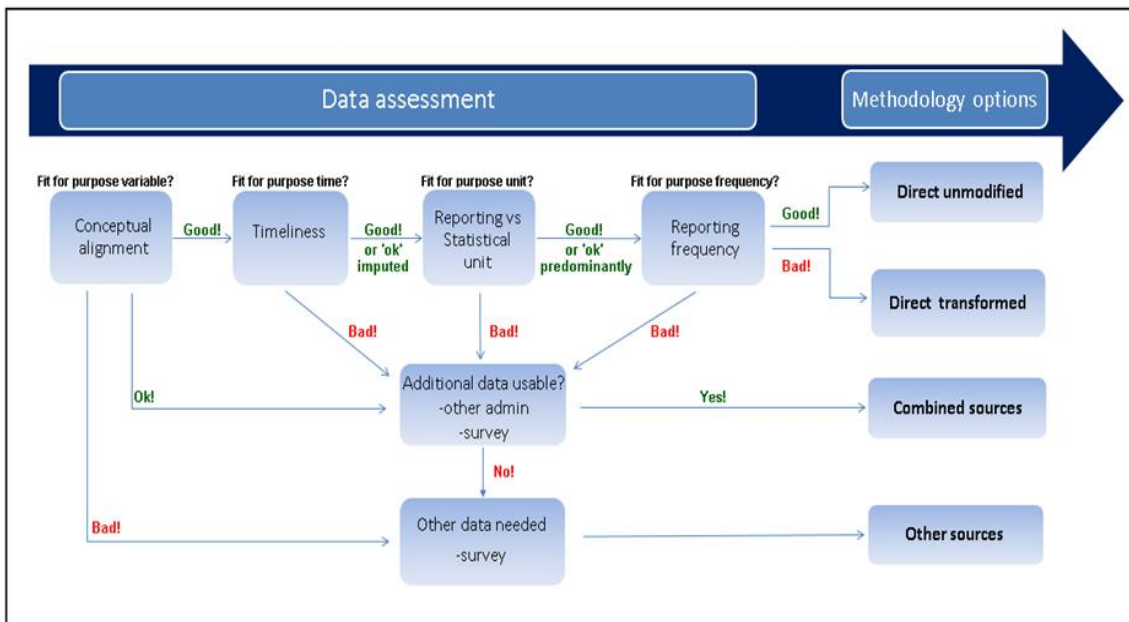 Data assessment
Methodology options
Fit for purpose variable?
Fit for purpose time?
Fit for purpose unit?
Fit for purpose frequency?
Conceptual
alignment
Good!
Timeliness
Good!
or 'ok'
imputed
Reporting vs
Statistical
unit
Good!
or 'ok'
predominantly
Reporting
frequency
Good!
Direct unmodified
Bad!
Direct transformed
Bad!
Bad!
Bad!
Ok!
Additional data usable?
-other admin
-survey
Yes!
Combined sources
No!
Bad!
Other data needed
-survey
Other sources